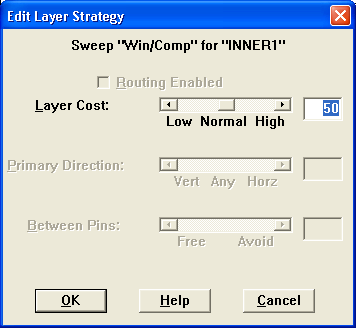 Edit Layer Strategy
Sweep "Win/Comp" for "INNER1"
Routing Enabled
Layer Cost: 50
Low Normal High
Primary Direction:
Vert Any Horz
Between Pins:
Free Avoid
OK Help Cancel